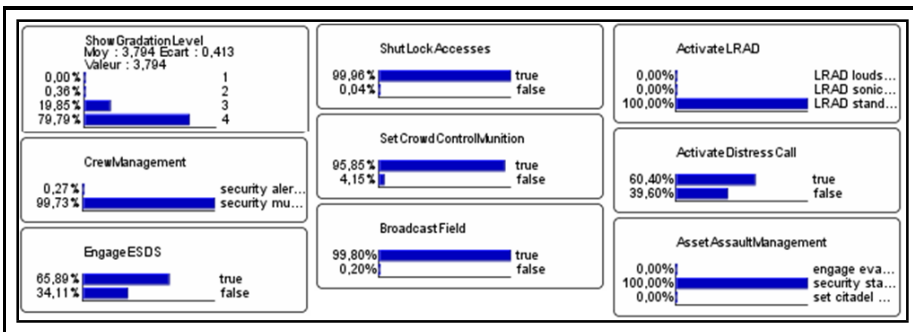 ShowGradationLevel
Moy : 3,794 Ecart : 0,413
Valeur : 3,794
0,00% 1
0,36% 2
19,85% 3
79,79% 4
CrewManagement
0,27% security aler...
99,73% security mu...
EngageESDS
65,89% true
34,11% false
ShutLockAccesses
99,96% true
0,04% false
SetCrowdControlMunition
95,85% true
4,15% false
BroadcastField
99,80% true
0,20% false
ActivateLRAD
0,00% LRAD louds...
0,00% LRAD sonic...
100,00% LRAD stand...
ActivateDistressCall
60,40% true
39,60% false
AssetAssaultManagement
0,00% engage eva...
100,00% security sta...
0,00% set citadel ...